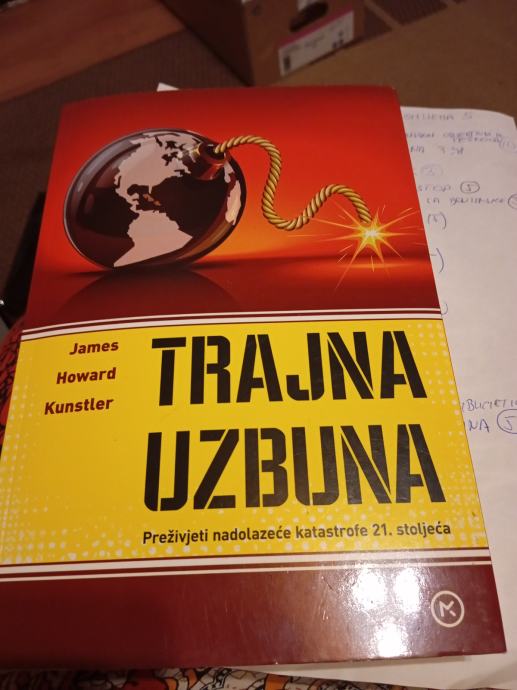 James
Howard
Kunstler
TRAJNA
UZBUNA
Preživjeti nadolazeće katastrofe 21. stoljeća